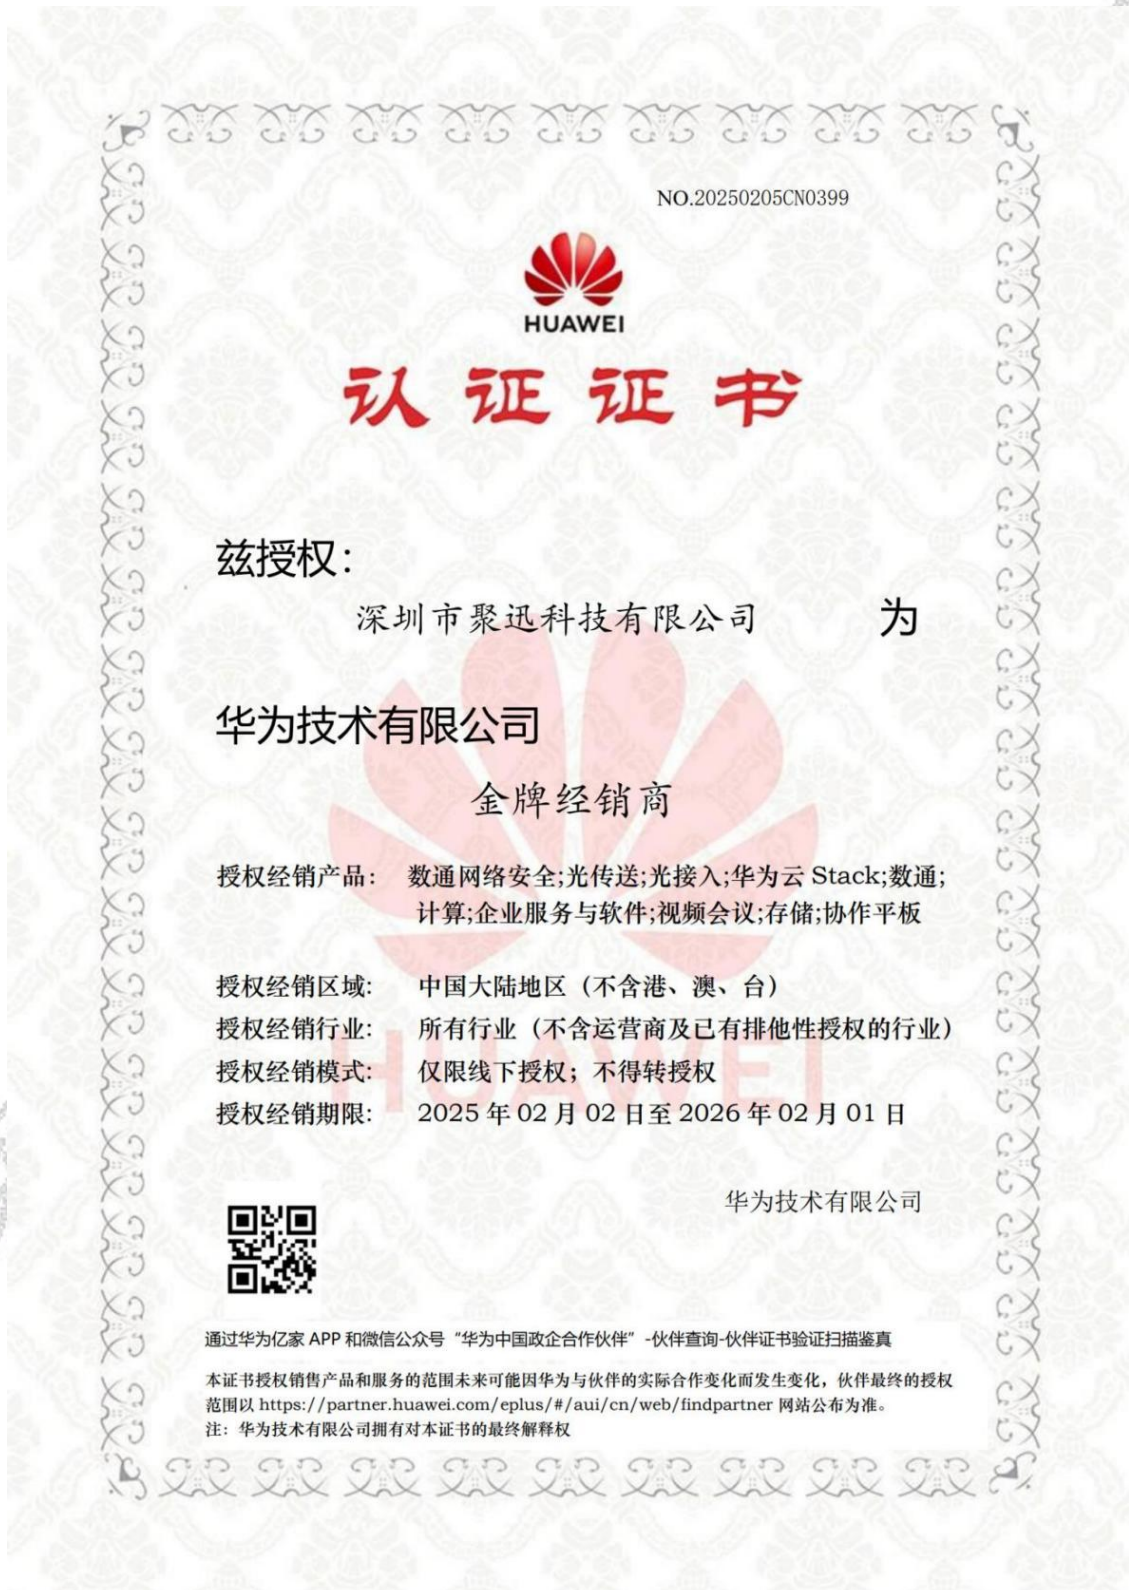 NO.20250205CN0399
HUAWEI
认证证书
兹授权：
深圳市聚迅科技有限公司 为
华为技术有限公司
金牌经销商
授权经销产品： 数通网络安全;光传送;光接入;华为云 Stack;数通;
计算;企业服务与软件;视频会议;存储;协作平板
授权经销区域: 中国大陆地区（不含港、澳、台）
授权经销行业: 所有行业（不含运营商及已有排他性授权的行业）
授权经销模式: 仅限线下授权；不得转授权
授权经销期限: 2025 年 02 月 02 日至 2026 年 02 月 01 日
HUAWEI
华为技术有限公司
通过华为亿家 APP 和微信公众号“华为中国政企合作伙伴”-伙伴查询-伙伴证书验证扫描鉴真
本证书授权销售产品和服务的范围未来可能因华为与伙伴的实际合作变化而发生变化，伙伴最终的授权
范围以 https://partner.huawei.com/eplus/#/aui/cn/web/findpartner 网站公布为准。
注：华为技术有限公司拥有对本证书的最终解释权